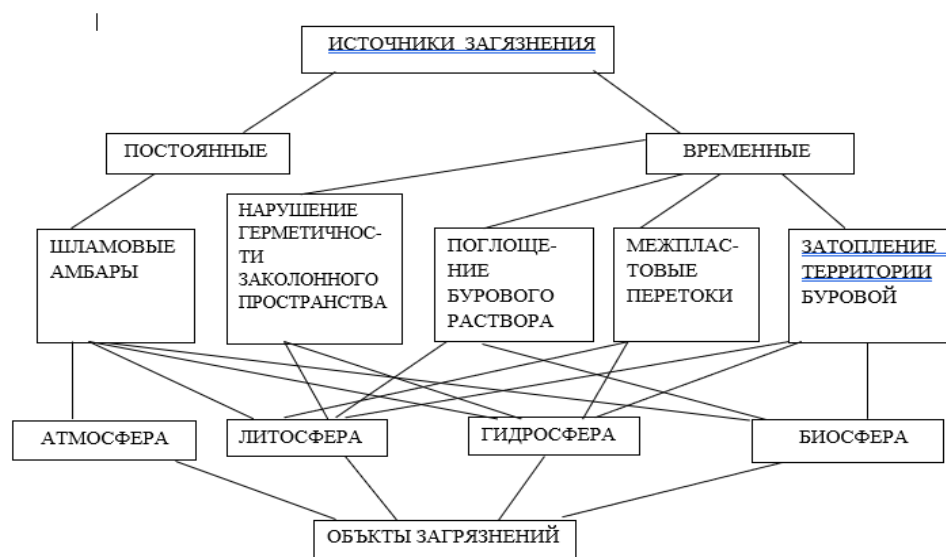 ИСТОЧНИКИ ЗАГЯЗНЕНИЯ
ПОСТОЯННЫЕ
ВРЕМЕННЫЕ
ШЛАМОВЫЕ
АМБАРЫ
НАРУШЕНИЕ
ГЕРМЕТИЧНОС-
ТИ
ЗАКОЛОННОГО
ПРОСТРАНСТВА
ПОГЛОЩЕ-
НИЕ
БУРОВОГО
РАСТВОРА
МЕЖПЛАС-
ТОВЫЕ
ПЕРЕТОКИ
ЗАТОПЛЕНИЕ
ТЕРРИТОРИИ
БУРОВОЙ
АТМОСФЕРА
ЛИТОСФЕРА
ГИДРОСФЕРА
БИОСФЕРА
ОБЪКТЫ ЗАГРЯЗНЕНИЙ